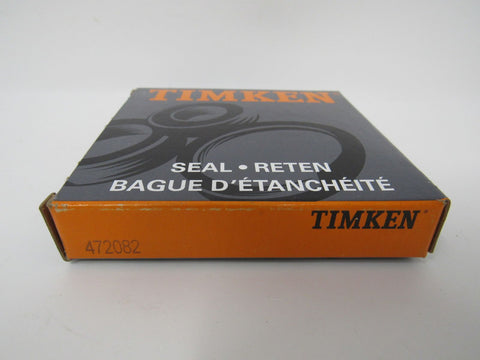 TIMKEN
SEAL • RETEN
BAGUE D'ÉTANCHÉITÉ
TIMKEN
472082